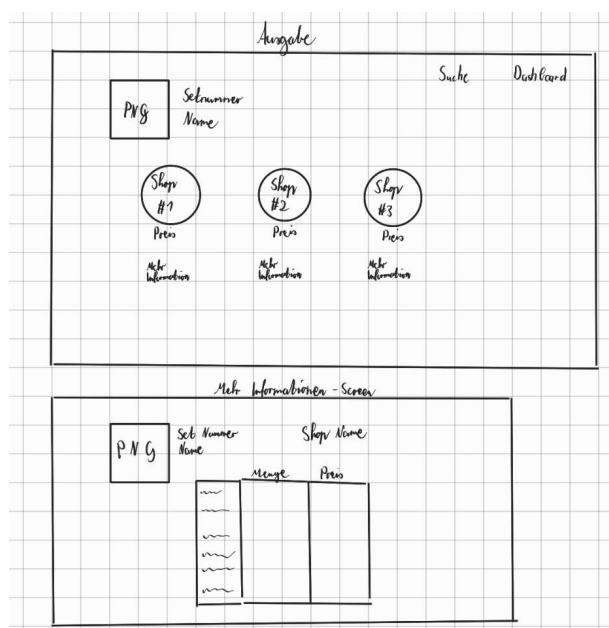 Ausgabe
Suche Dashboard
PNG
Setnummer
Name
Shop
#1
Shop
#2
Shop
#3
Preis
Preis
Preis
Mehr
Information
Mehr
Information
Mehr
Information
Mehr Informationen - Screen
PNG
Set Nummer
Name
Shop Name
Menge Preis